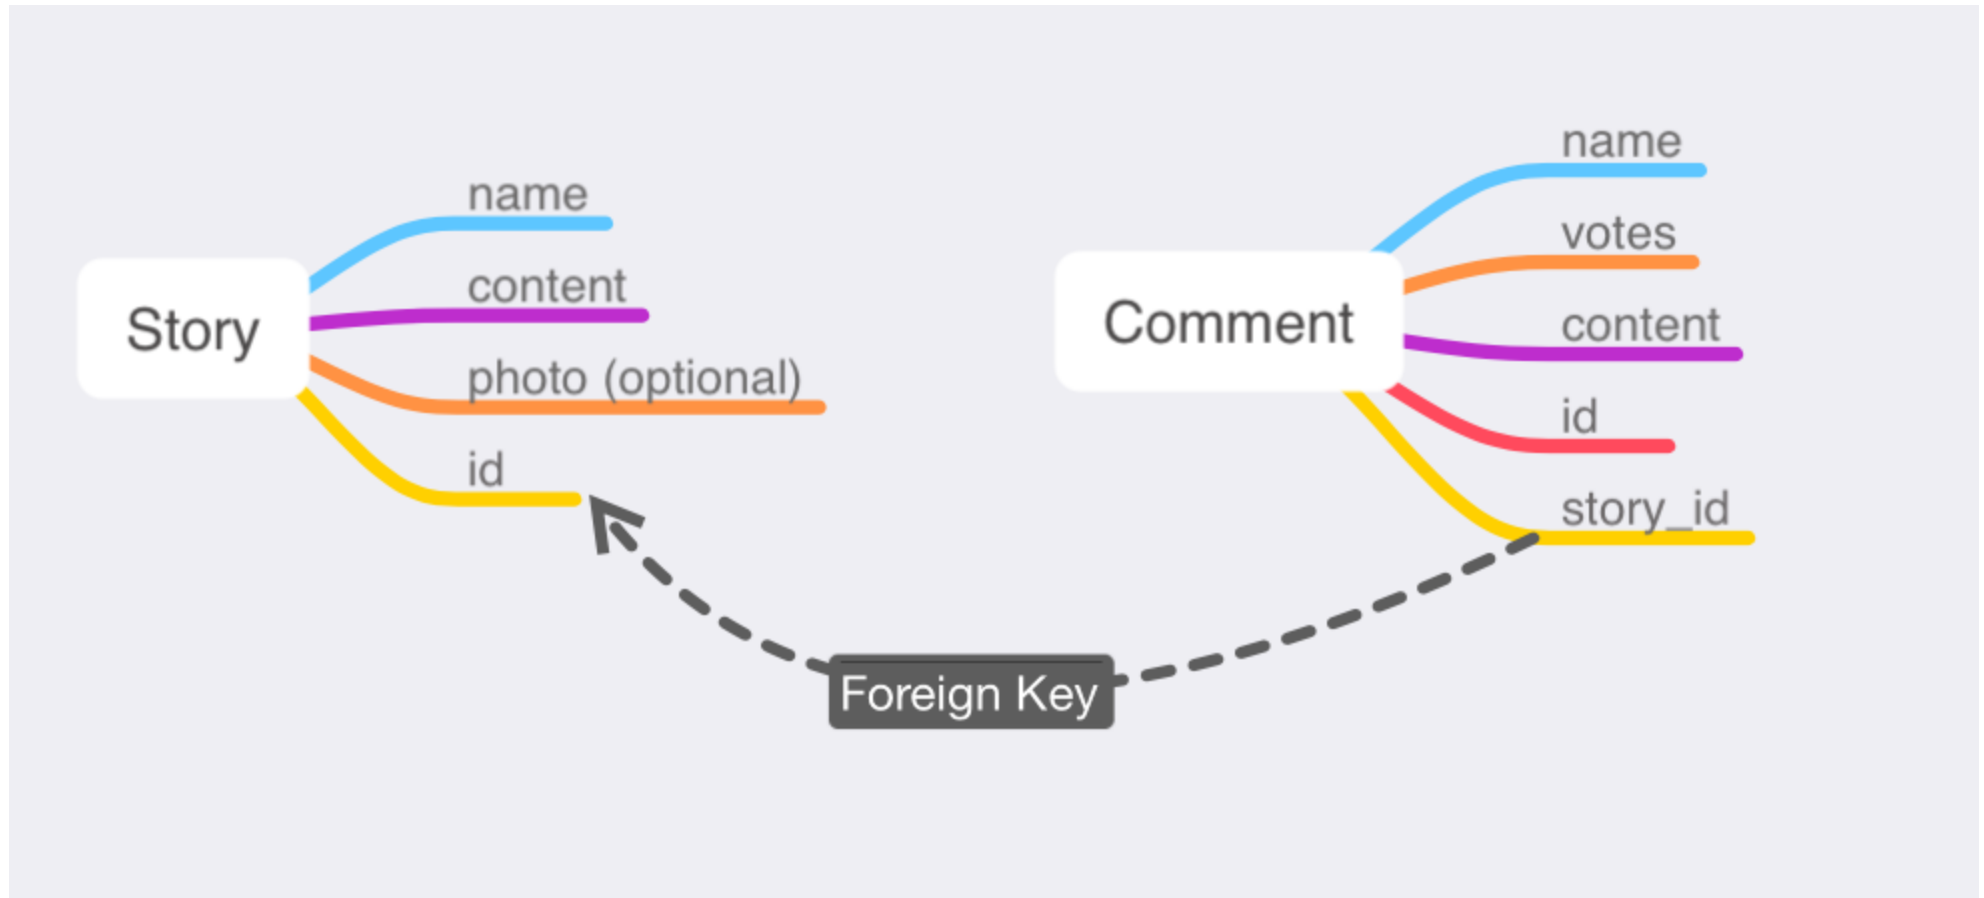 Story
name
content
photo (optional)
id
Comment
name
votes
content
id
story_id
Foreign Key